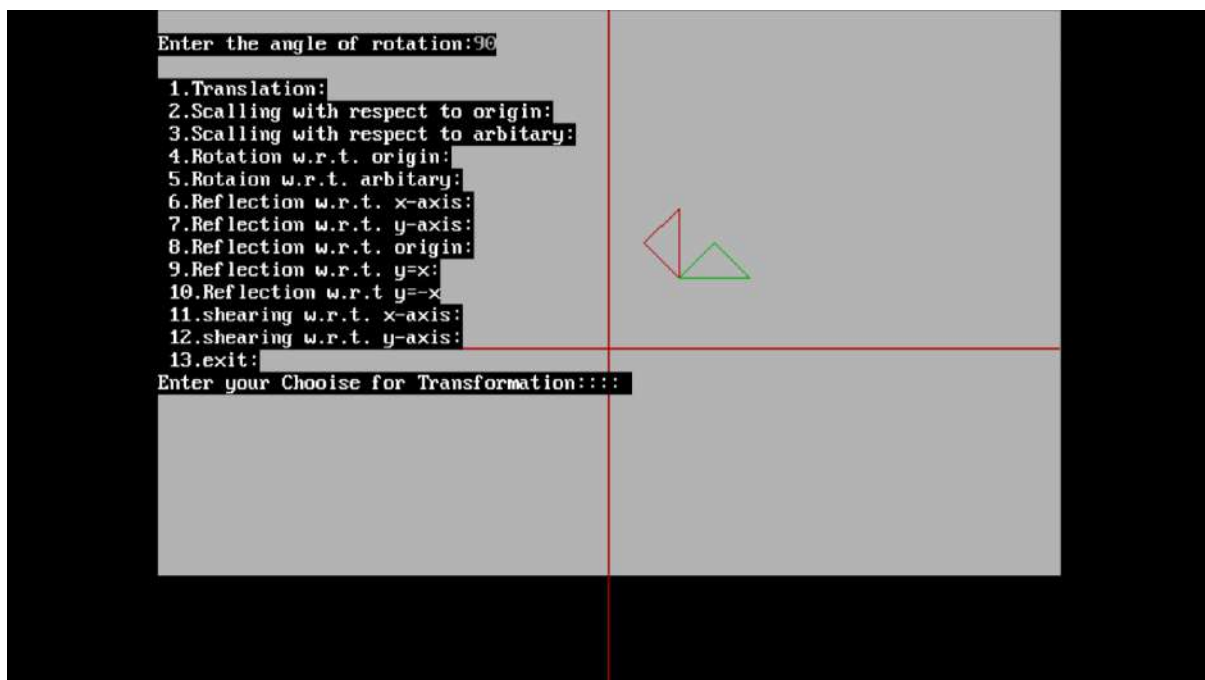 Enter the angle of rotation:90
1.Translation:
2.Scalling with respect to origin:
3.Scalling with respect to arbitary:
4.Rotation w.r.t. origin:
5.Rotaion w.r.t. arbitary:
6.Reflection w.r.t. x-axis:
7.Reflection w.r.t. y-axis:
8.Reflection w.r.t. origin:
9.Reflection w.r.t. y=x:
10.Reflection w.r.t y=-x
11.shearing w.r.t. x-axis:
12.shearing w.r.t. y-axis:
13.exit:
Enter your Chooise for Transformation::::